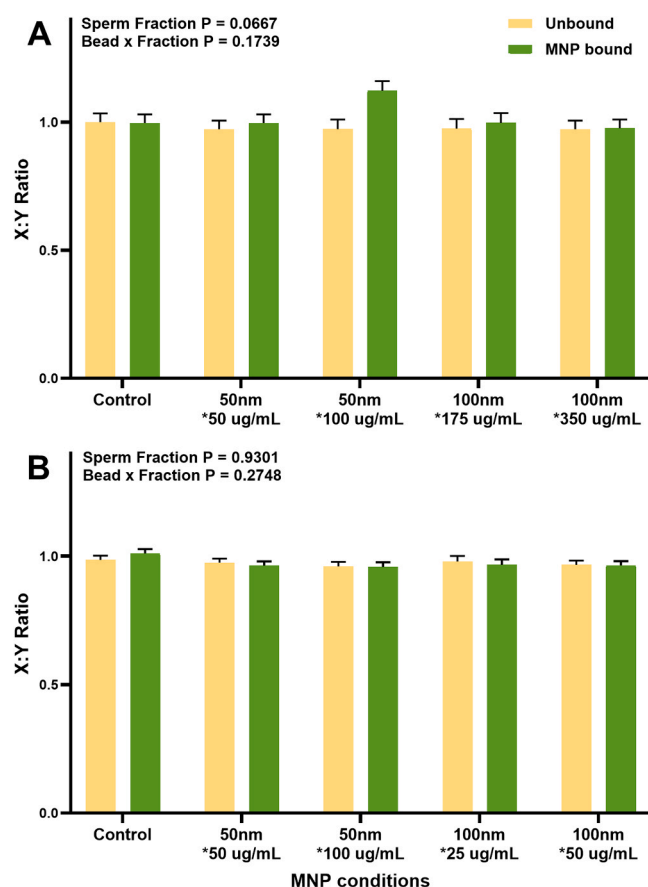 A
Sperm Fraction P = 0.0667
Bead x Fraction P = 0.1739
Unbound
MNP bound
X:Y Ratio
1.0
0.5
0.0
Control
50nm
*50 ug/mL
50nm
*100 ug/mL
100nm
*175 ug/mL
100nm
*350 ug/mL
B
Sperm Fraction P = 0.9301
Bead x Fraction P = 0.2748
X:Y Ratio
1.0
0.5
0.0
Control
50nm
*50 ug/mL
50nm
*100 ug/mL
100nm
*25 ug/mL
100nm
*50 ug/mL
MNP conditions